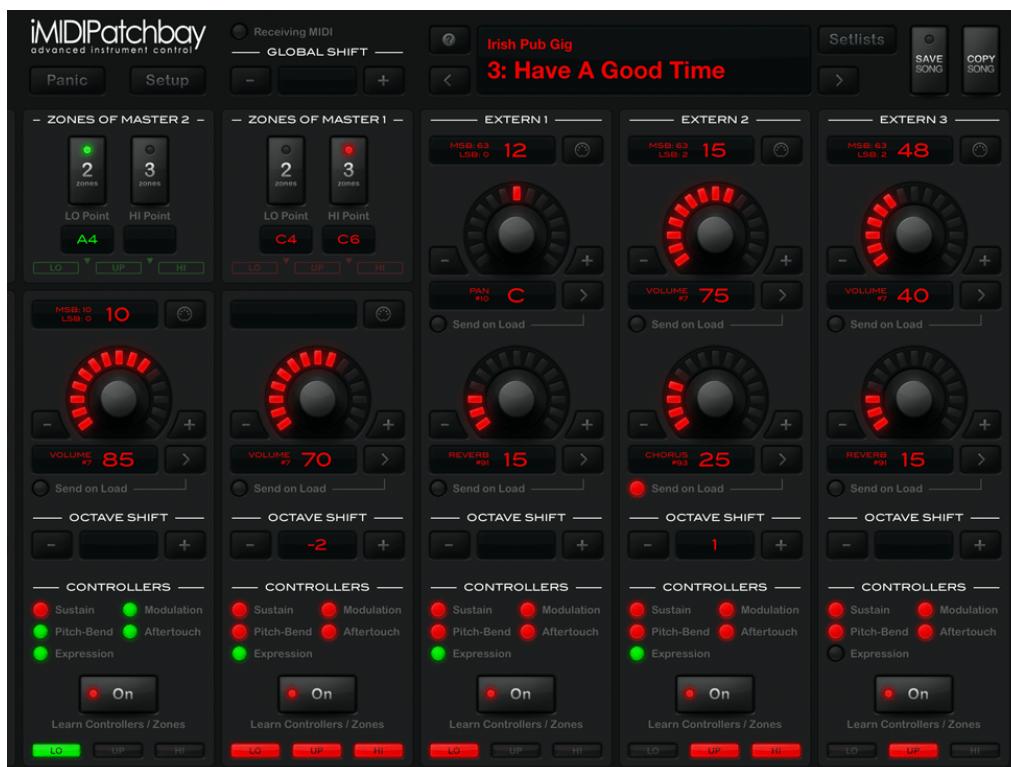 iMIDIPatchbay
advanced instrument control
Panic
Setup
Receiving MIDI
GLOBAL SHIFT
-
+
?
<
Irish Pub Gig
3: Have A Good Time
Setlists
>
SAVE
SONG
COPY
SONG
ZONES OF MASTER 2
2
zones
3
zones
LO Point
HI Point
A4
LO
UP
HI
ZONES OF MASTER 1
2
zones
3
zones
LO Point
HI Point
C4
C6
LO
UP
HI
EXTERN 1
MSB: 63
LSB: 0
12
-
+
PAN
#10
C
>
Send on Load
EXTERN 2
MSB: 63
LSB: 2
15
-
+
VOLUME
#7
75
>
Send on Load
EXTERN 3
MSB: 63
LSB: 2
48
-
+
VOLUME
#7
40
>
Send on Load
MSB: 10
LSB: 0
10
-
+
VOLUME
#7
85
>
Send on Load
-
+
VOLUME
#7
70
>
Send on Load
-
+
REVERB
#91
15
>
Send on Load
-
+
CHORUS
#93
25
>
Send on Load
-
+
REVERB
#91
15
>
Send on Load
OCTAVE SHIFT
-
+
OCTAVE SHIFT
-
-2
+
OCTAVE SHIFT
-
+
OCTAVE SHIFT
-
1
+
OCTAVE SHIFT
-
+
CONTROLLERS
Sustain
Modulation
Pitch-Bend
Aftertouch
Expression
On
Learn Controllers / Zones
LO
UP
HI
CONTROLLERS
Sustain
Modulation
Pitch-Bend
Aftertouch
Expression
On
Learn Controllers / Zones
LO
UP
HI
CONTROLLERS
Sustain
Modulation
Pitch-Bend
Aftertouch
Expression
On
Learn Controllers / Zones
LO
UP
HI
CONTROLLERS
Sustain
Modulation
Pitch-Bend
Aftertouch
Expression
On
Learn Controllers / Zones
LO
UP
HI
CONTROLLERS
Sustain
Modulation
Pitch-Bend
Aftertouch
Expression
On
Learn Controllers / Zones
LO
UP
HI